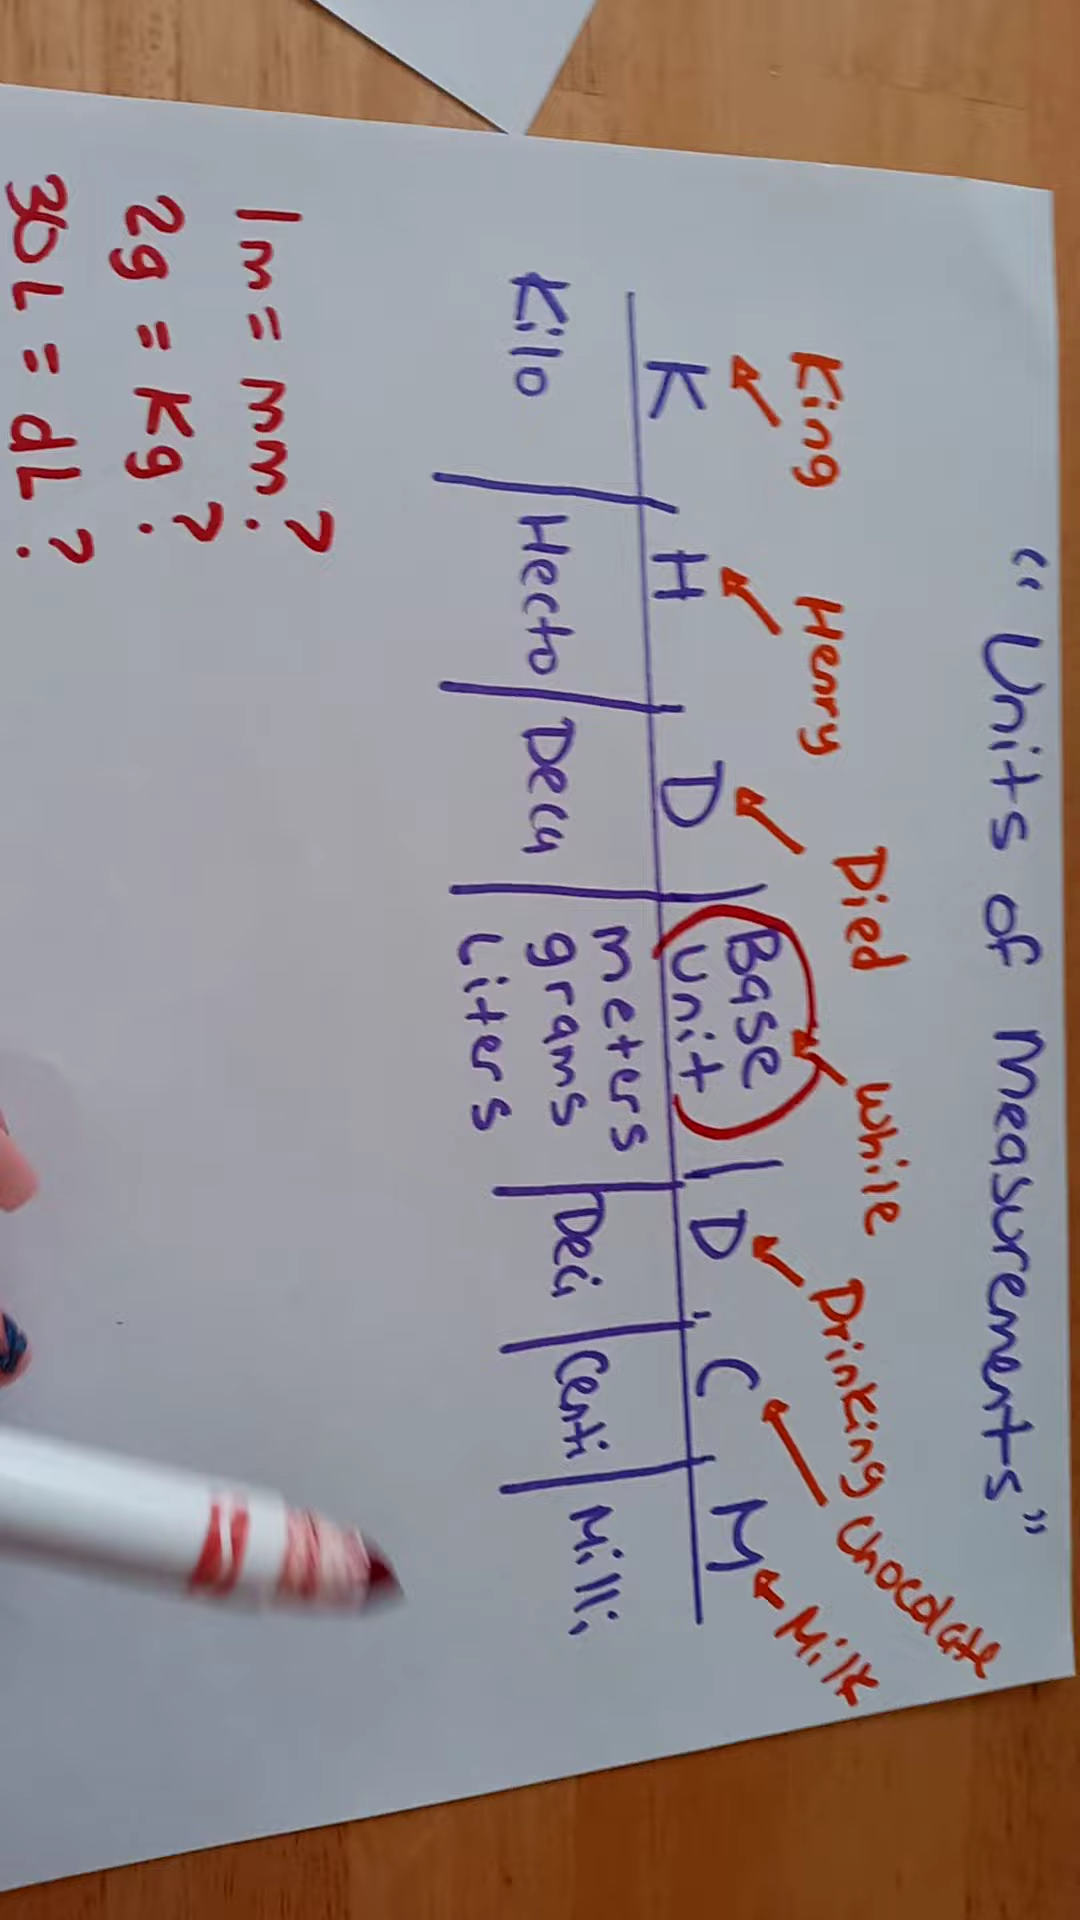 "Units of Measurements"
King Henry Died while Drinking chocolate Milk
K H D Base Unit D C M
Kilo Hecto Deca meters grams Liters Deci Centi Milli
1m = mm?
2g = Kg?
30L = dL?